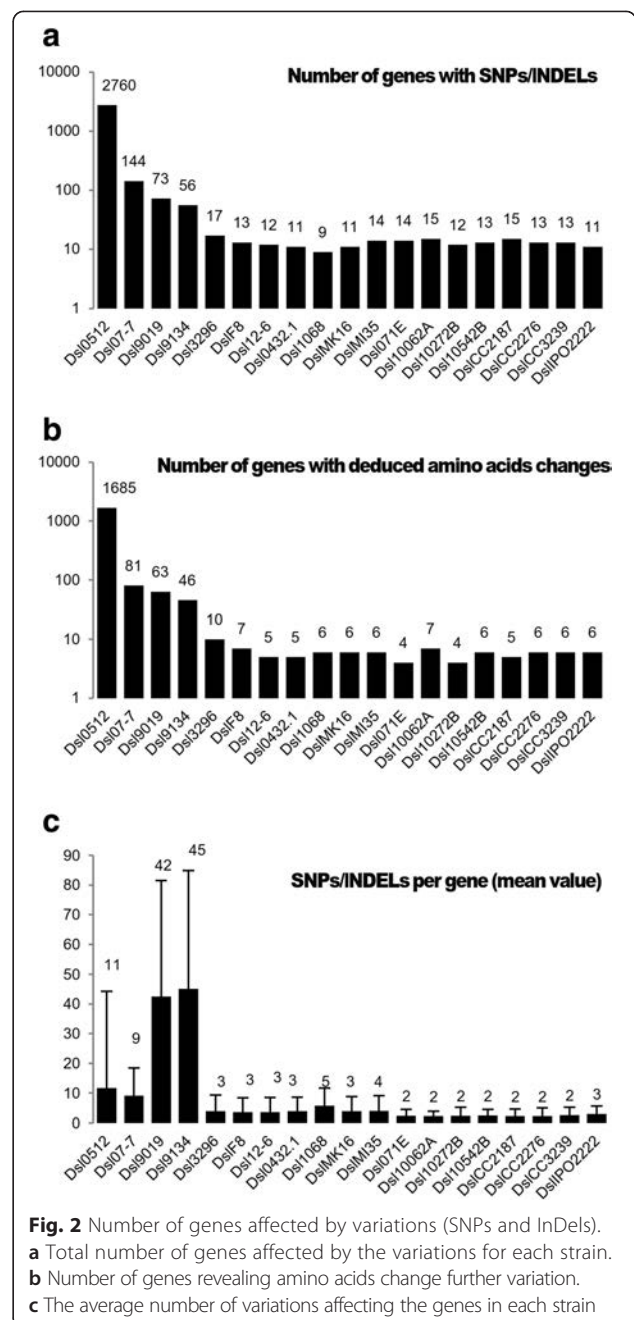 a
Number of genes with SNPs/INDELs
10000
1000
100
10
1
2760
144
73
56
17
13
12
11
9
11
14
14
15
12
13
15
13
13
11
Dsl0512
Dsl07-7
Dsl9019
Dsl9134
Dsl3296
DslF8
Dsl12-6
Dsl0432.1
Dsl1068
DslMK16
DslMI35
Dsl071E
Dsl10062A
Dsl10272B
Dsl10542B
DslCC2187
DslCC2276
DslCC3239
DslIPO2222
b
Number of genes with deduced amino acids changes
10000
1000
100
10
1
1685
81
63
46
10
7
5
5
6
6
6
4
7
4
6
5
6
6
6
Dsl0512
Dsl07-7
Dsl9019
Dsl9134
Dsl3296
DslF8
Dsl12-6
Dsl0432.1
Dsl1068
DslMK16
DslMI35
Dsl071E
Dsl10062A
Dsl10272B
Dsl10542B
DslCC2187
DslCC2276
DslCC3239
DslIPO2222
c
SNPs/INDELs per gene (mean value)
90
80
70
60
50
40
30
20
10
0
11
9
42
45
3
3
3
3
5
3
4
2
2
2
2
2
2
2
3
Dsl0512
Dsl07-7
Dsl9019
Dsl9134
Dsl3296
DslF8
Dsl12-6
Dsl0432.1
Dsl1068
DslMK16
DslMI35
Dsl071E
Dsl10062A
Dsl10272B
Dsl10542B
DslCC2187
DslCC2276
DslCC3239
DslIPO2222
Fig. 2 Number of genes affected by variations (SNPs and InDels).
a Total number of genes affected by the variations for each strain.
b Number of genes revealing amino acids change further variation.
c The average number of variations affecting the genes in each strain